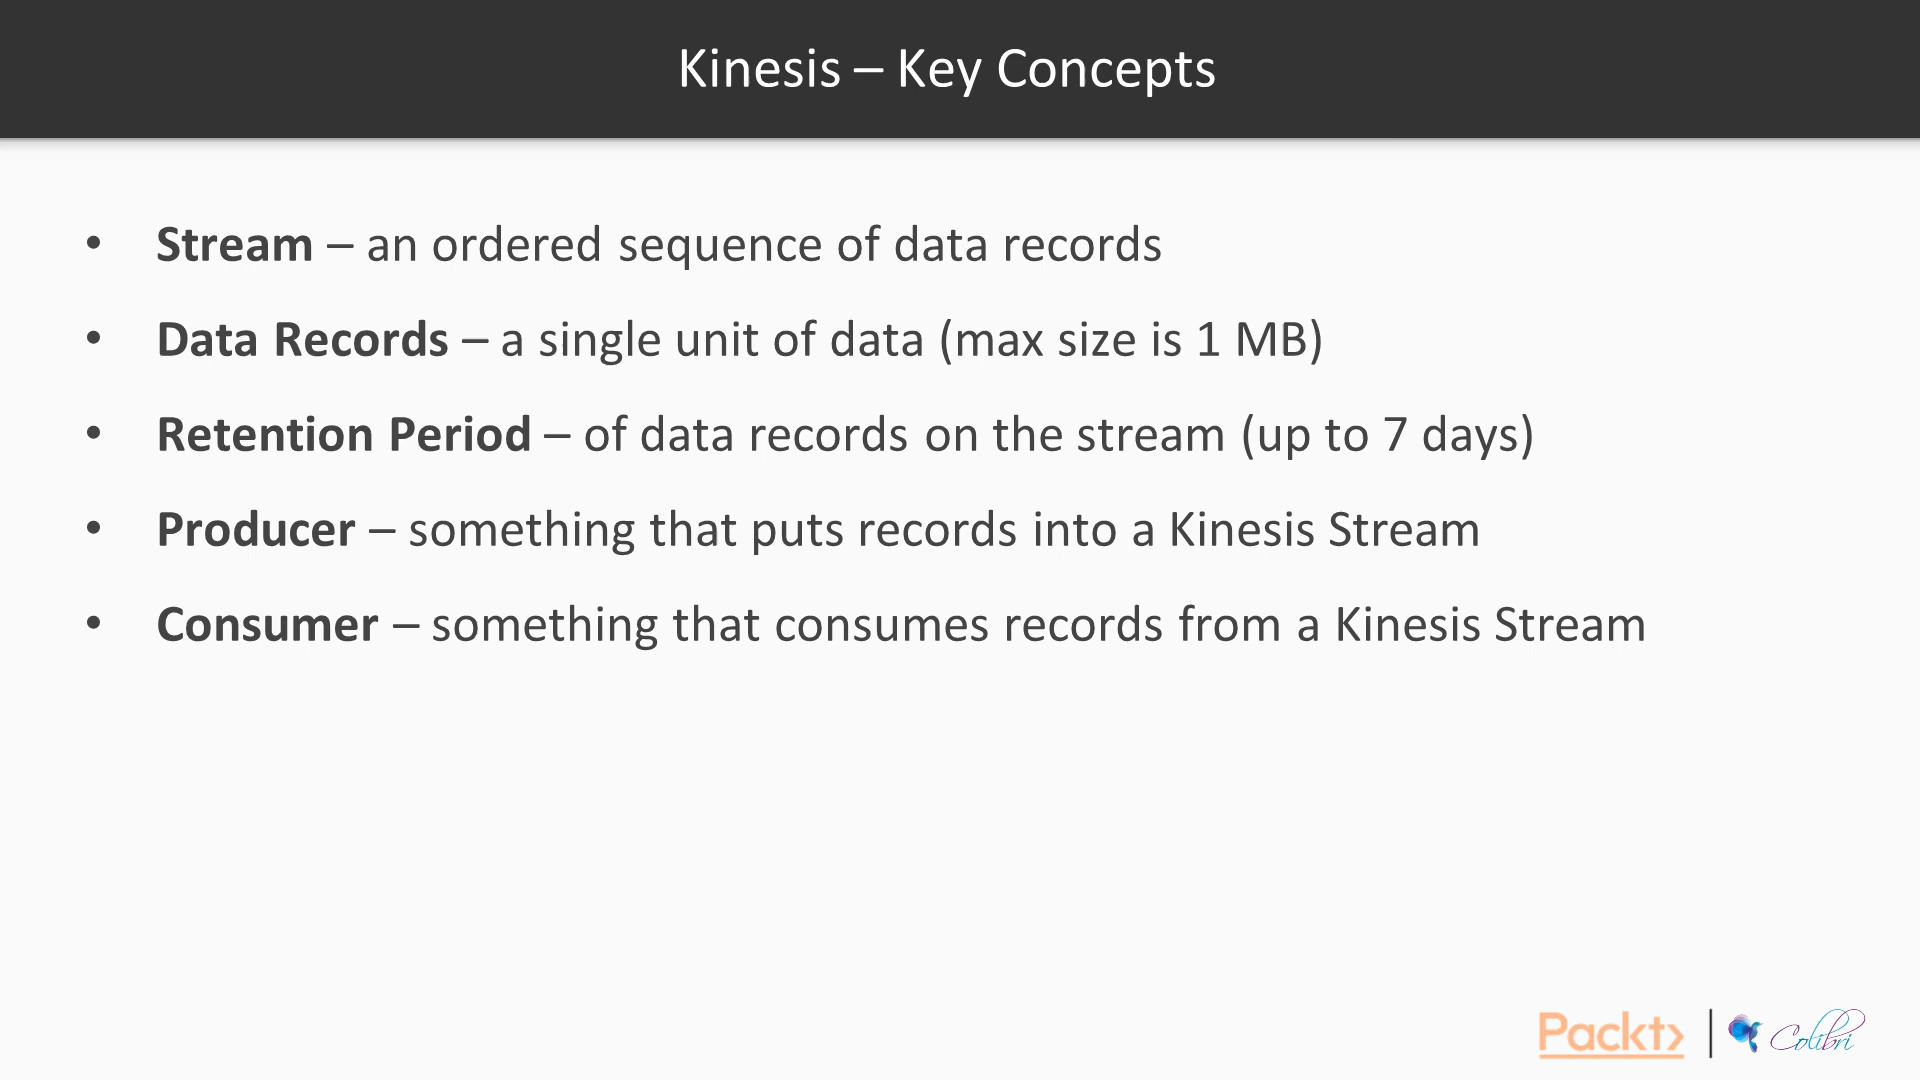 Kinesis – Key Concepts
• Stream – an ordered sequence of data records
• Data Records – a single unit of data (max size is 1 MB)
• Retention Period – of data records on the stream (up to 7 days)
• Producer – something that puts records into a Kinesis Stream
• Consumer – something that consumes records from a Kinesis Stream
Packt> | Colibri